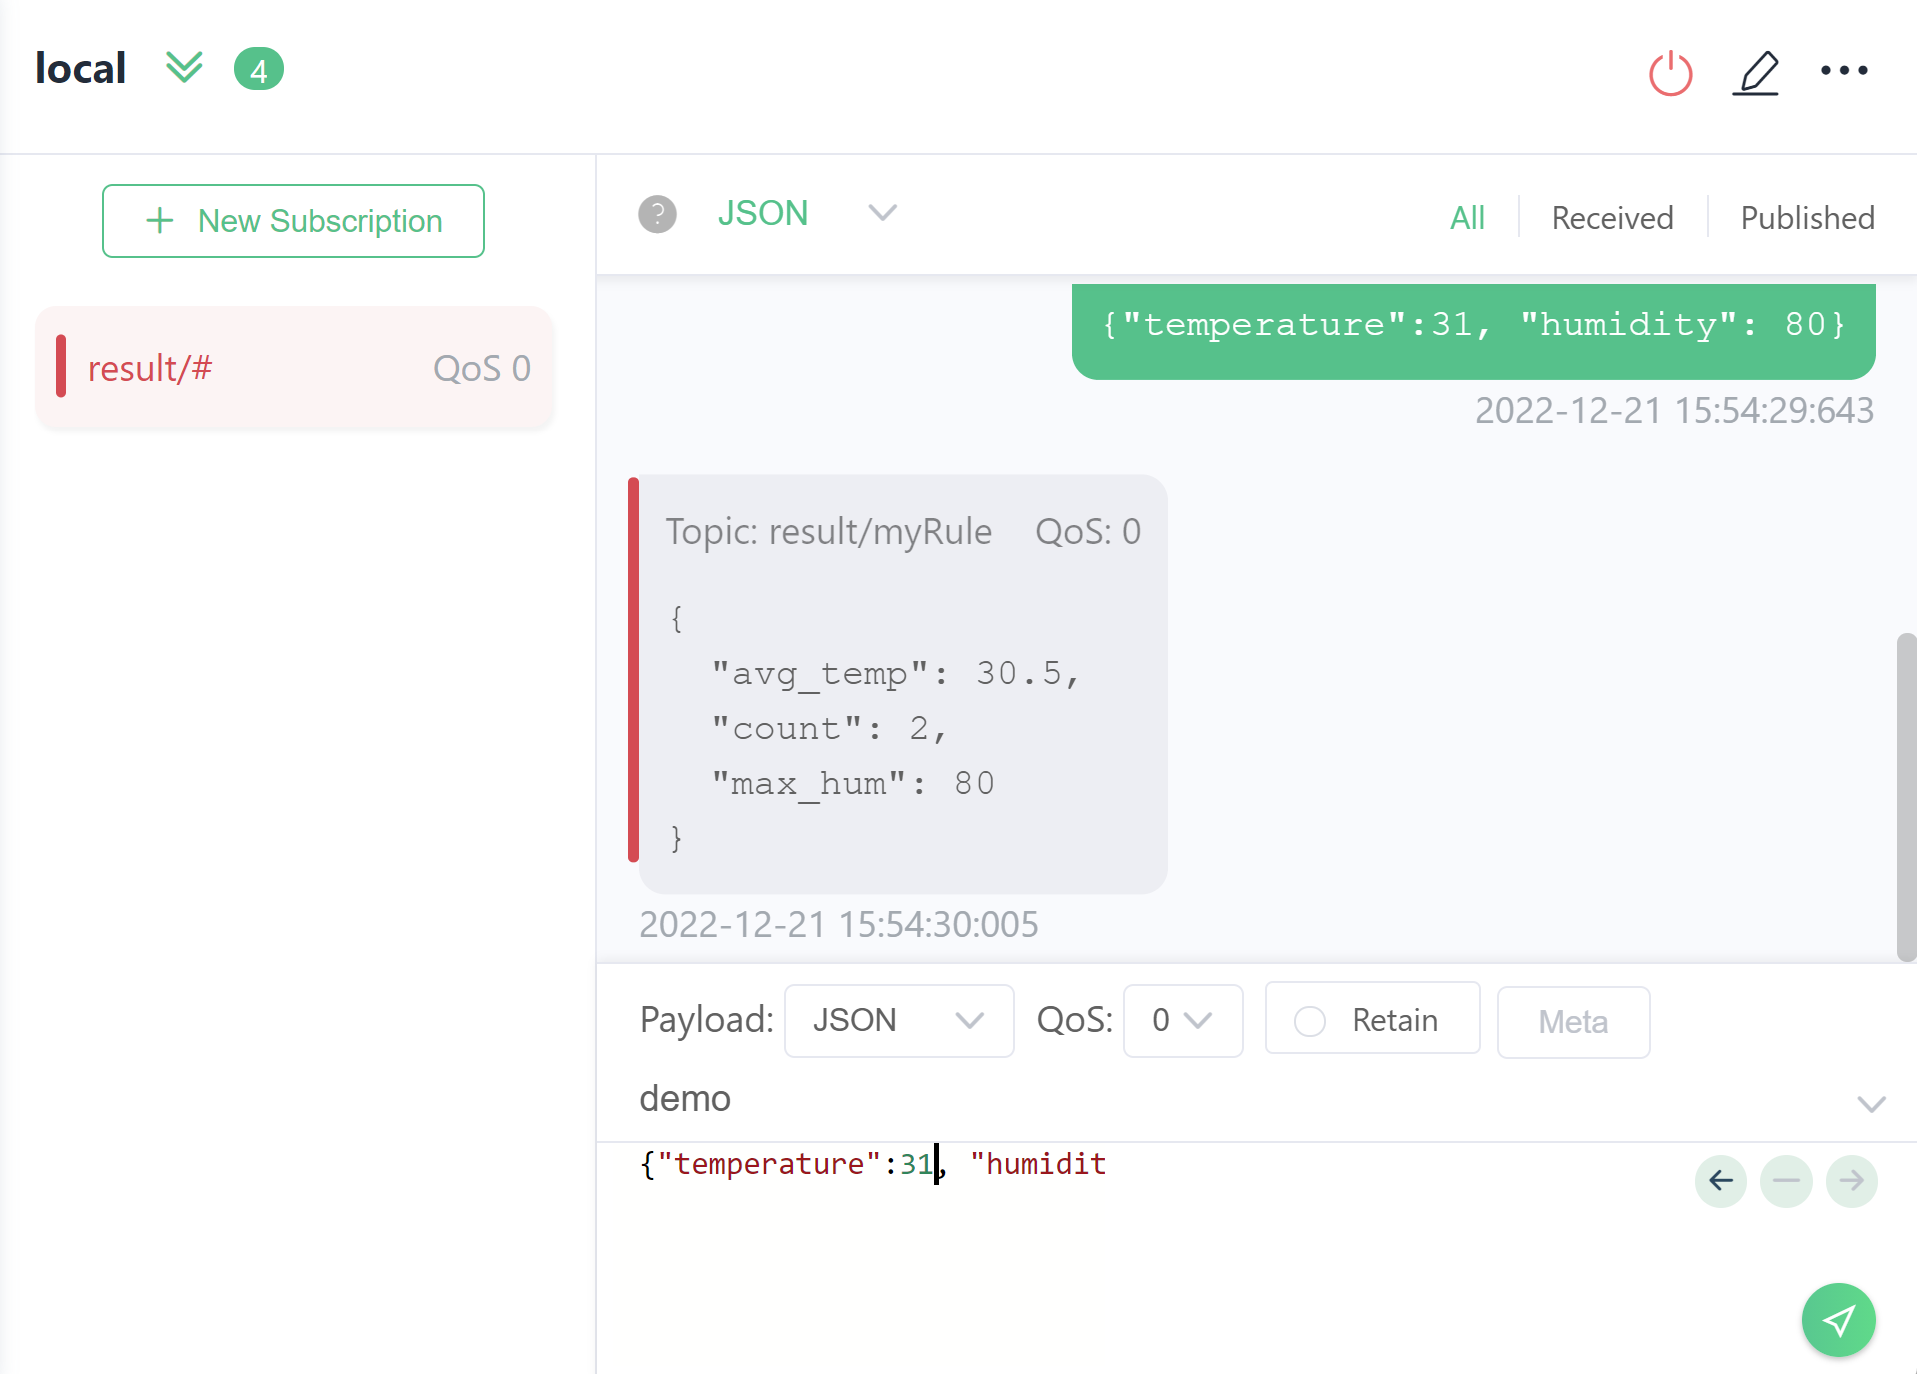 local 4
+ New Subscription
result/# QoS 0
? JSON
All Received Published
{"temperature":31, "humidity": 80}
2022-12-21 15:54:29:643
Topic: result/myRule QoS: 0
{
"avg_temp": 30.5,
"count": 2,
"max_hum": 80
}
2022-12-21 15:54:30:005
Payload: JSON QoS: 0 Retain Meta
demo
{"temperature":31, "humidit